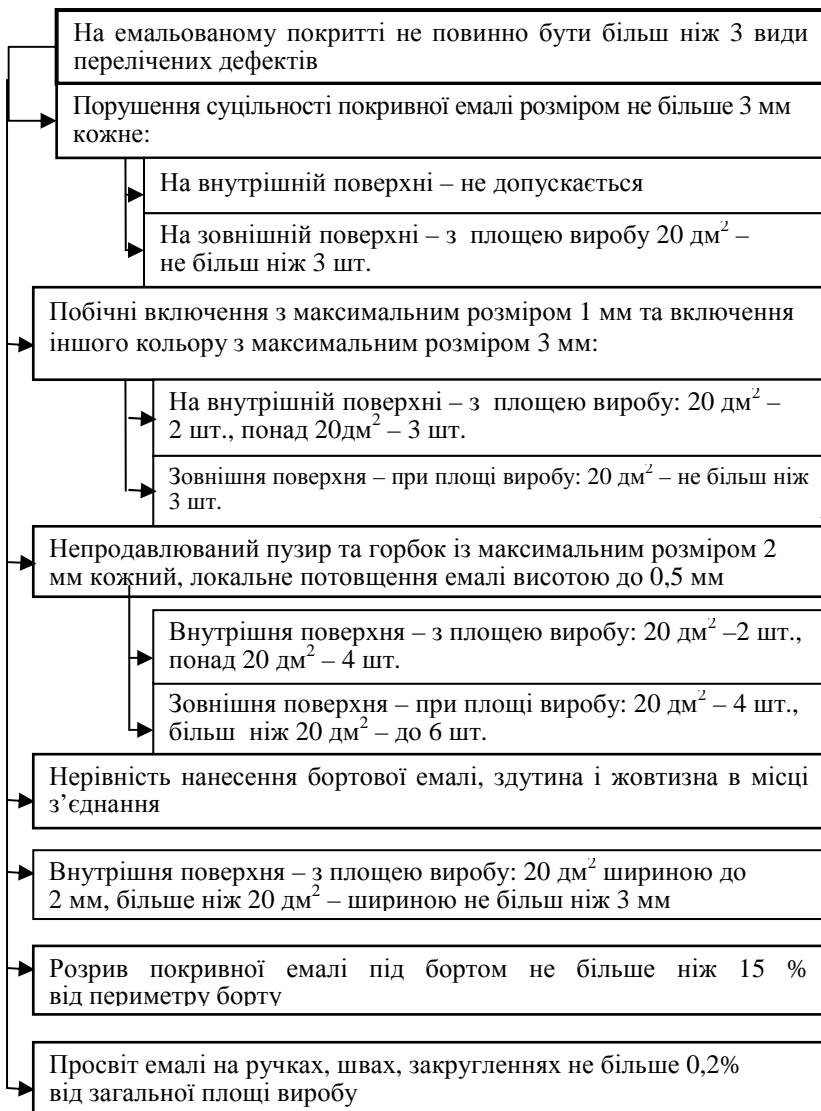 На емальованому покритті не повинно бути більш ніж 3 види
перелічених дефектів
Порушення суцільності покривної емалі розміром не більше 3 мм
кожне:
На внутрішній поверхні – не допускається
На зовнішній поверхні – з площею виробу 20 дм² –
не більш ніж 3 шт.
Побічні включення з максимальним розміром 1 мм та включення
іншого кольору з максимальним розміром 3 мм:
На внутрішній поверхні – з площею виробу: 20 дм² –
2 шт., понад 20дм² – 3 шт.
Зовнішня поверхня – при площі виробу: 20 дм² – не більш ніж
3 шт.
Непродавлюваний пузир та горбок із максимальним розміром 2
мм кожний, локальне потовщення емалі висотою до 0,5 мм
Внутрішня поверхня – з площею виробу: 20 дм² –2 шт.,
понад 20 дм² – 4 шт.
Зовнішня поверхня – при площі виробу: 20 дм² – 4 шт.,
більш ніж 20 дм² – до 6 шт.
Нерівність нанесення бортової емалі, здутина і жовтизна в місці
з’єднання
Внутрішня поверхня – з площею виробу: 20 дм² шириною до
2 мм, більше ніж 20 дм² – шириною не більш ніж 3 мм
Розрив покривної емалі під бортом не більше ніж 15 %
від периметру борту
Просвіт емалі на ручках, швах, закругленнях не більше 0,2%
від загальної площі виробу